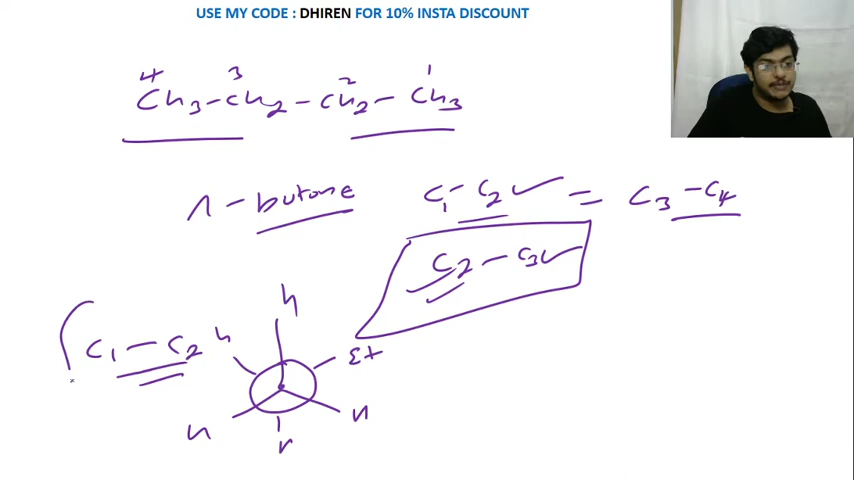 USE MY CODE : DHIREN FOR 10% INSTA DISCOUNT
4 3 2 1
CH3-CH2-CH2-CH3
n-butane C1-C2 ✓ = C3-C4
C2-C3 ✓
H
C1-C2 H Et
H H
H